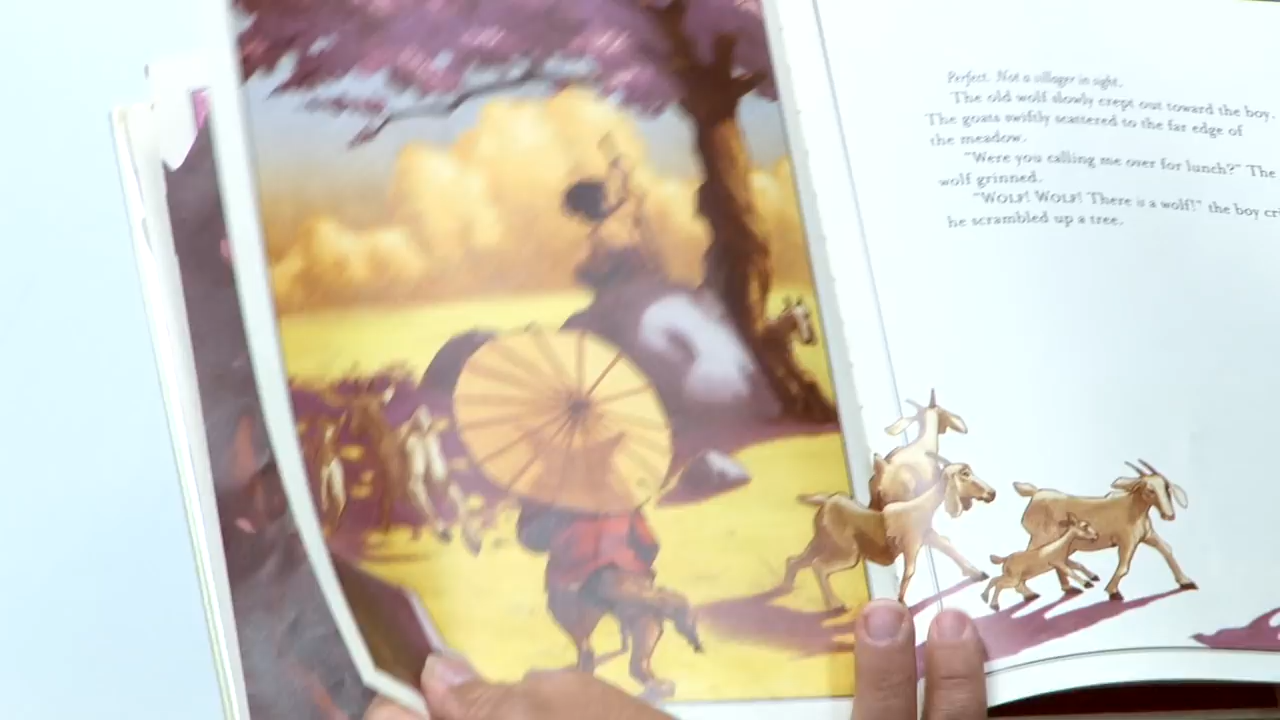 Perfect. Not a villager in sight.
The old wolf slowly crept out toward the boy.
The goats swiftly scattered to the far edge of
the meadow.
"Were you calling me over for lunch?" The
wolf grinned.
"WOLF! WOLF! There is a wolf!" the boy
he scrambled up a tree.